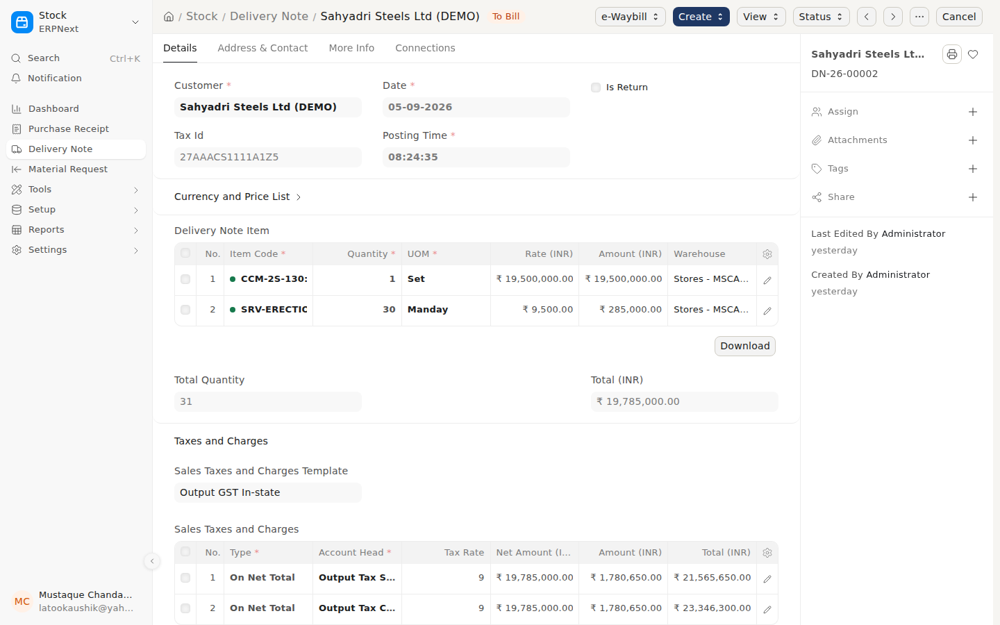 Stock
ERPNext
Search
Ctrl+K
Notification
Dashboard
Purchase Receipt
Delivery Note
Material Request
Tools
Setup
Reports
Settings
MC
Mustaque Chanda...
latookaushik@yah...
/ Stock / Delivery Note / Sahyadri Steels Ltd (DEMO)
To Bill
e-Waybill
Create
View
Status
Cancel
Details
Address & Contact
More Info
Connections
Customer *
Sahyadri Steels Ltd (DEMO)
Date *
05-09-2026
Is Return
Tax Id
27AAACS1111A1Z5
Posting Time *
08:24:35
Currency and Price List
Delivery Note Item
No. Item Code * Quantity * UOM * Rate (INR) Amount (INR) Warehouse
1 CCM-2S-130: 1 Set ₹ 19,500,000.00 ₹ 19,500,000.00 Stores - MSCA...
2 SRV-ERECTIC 30 Manday ₹ 9,500.00 ₹ 285,000.00 Stores - MSCA...
Download
Total Quantity
31
Total (INR)
₹ 19,785,000.00
Taxes and Charges
Sales Taxes and Charges Template
Output GST In-state
Sales Taxes and Charges
No. Type * Account Head * Tax Rate Net Amount (I... Amount (INR) Total (INR)
1 On Net Total Output Tax S... 9 ₹ 19,785,000.00 ₹ 1,780,650.00 ₹ 21,565,650.00
2 On Net Total Output Tax C... 9 ₹ 19,785,000.00 ₹ 1,780,650.00 ₹ 23,346,300.00
Sahyadri Steels Lt...
DN-26-00002
Assign
Attachments
Tags
Share
Last Edited By Administrator
yesterday
Created By Administrator
yesterday